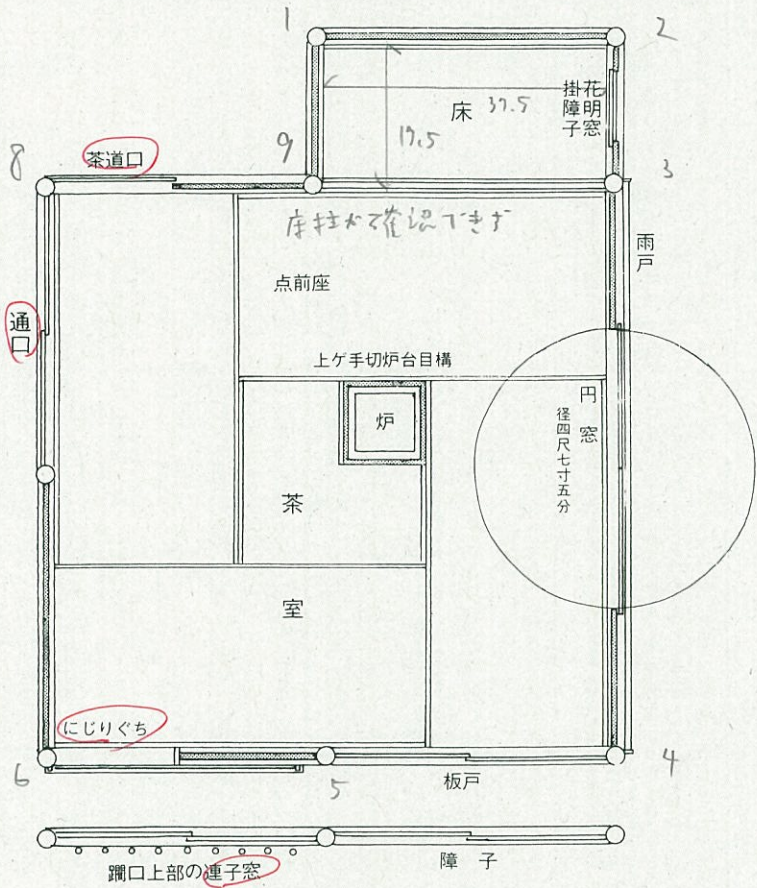 1
2
花明窓
掛障子
床
37.5
19.5
8
茶道口
9
3
床柱が確認できず
雨戸
点前座
通口
上ゲ手切炉台目構
円窓
径四尺七寸五分
炉
茶
室
にじりぐち
6
5
4
板戸
躙口上部の連子窓
障子